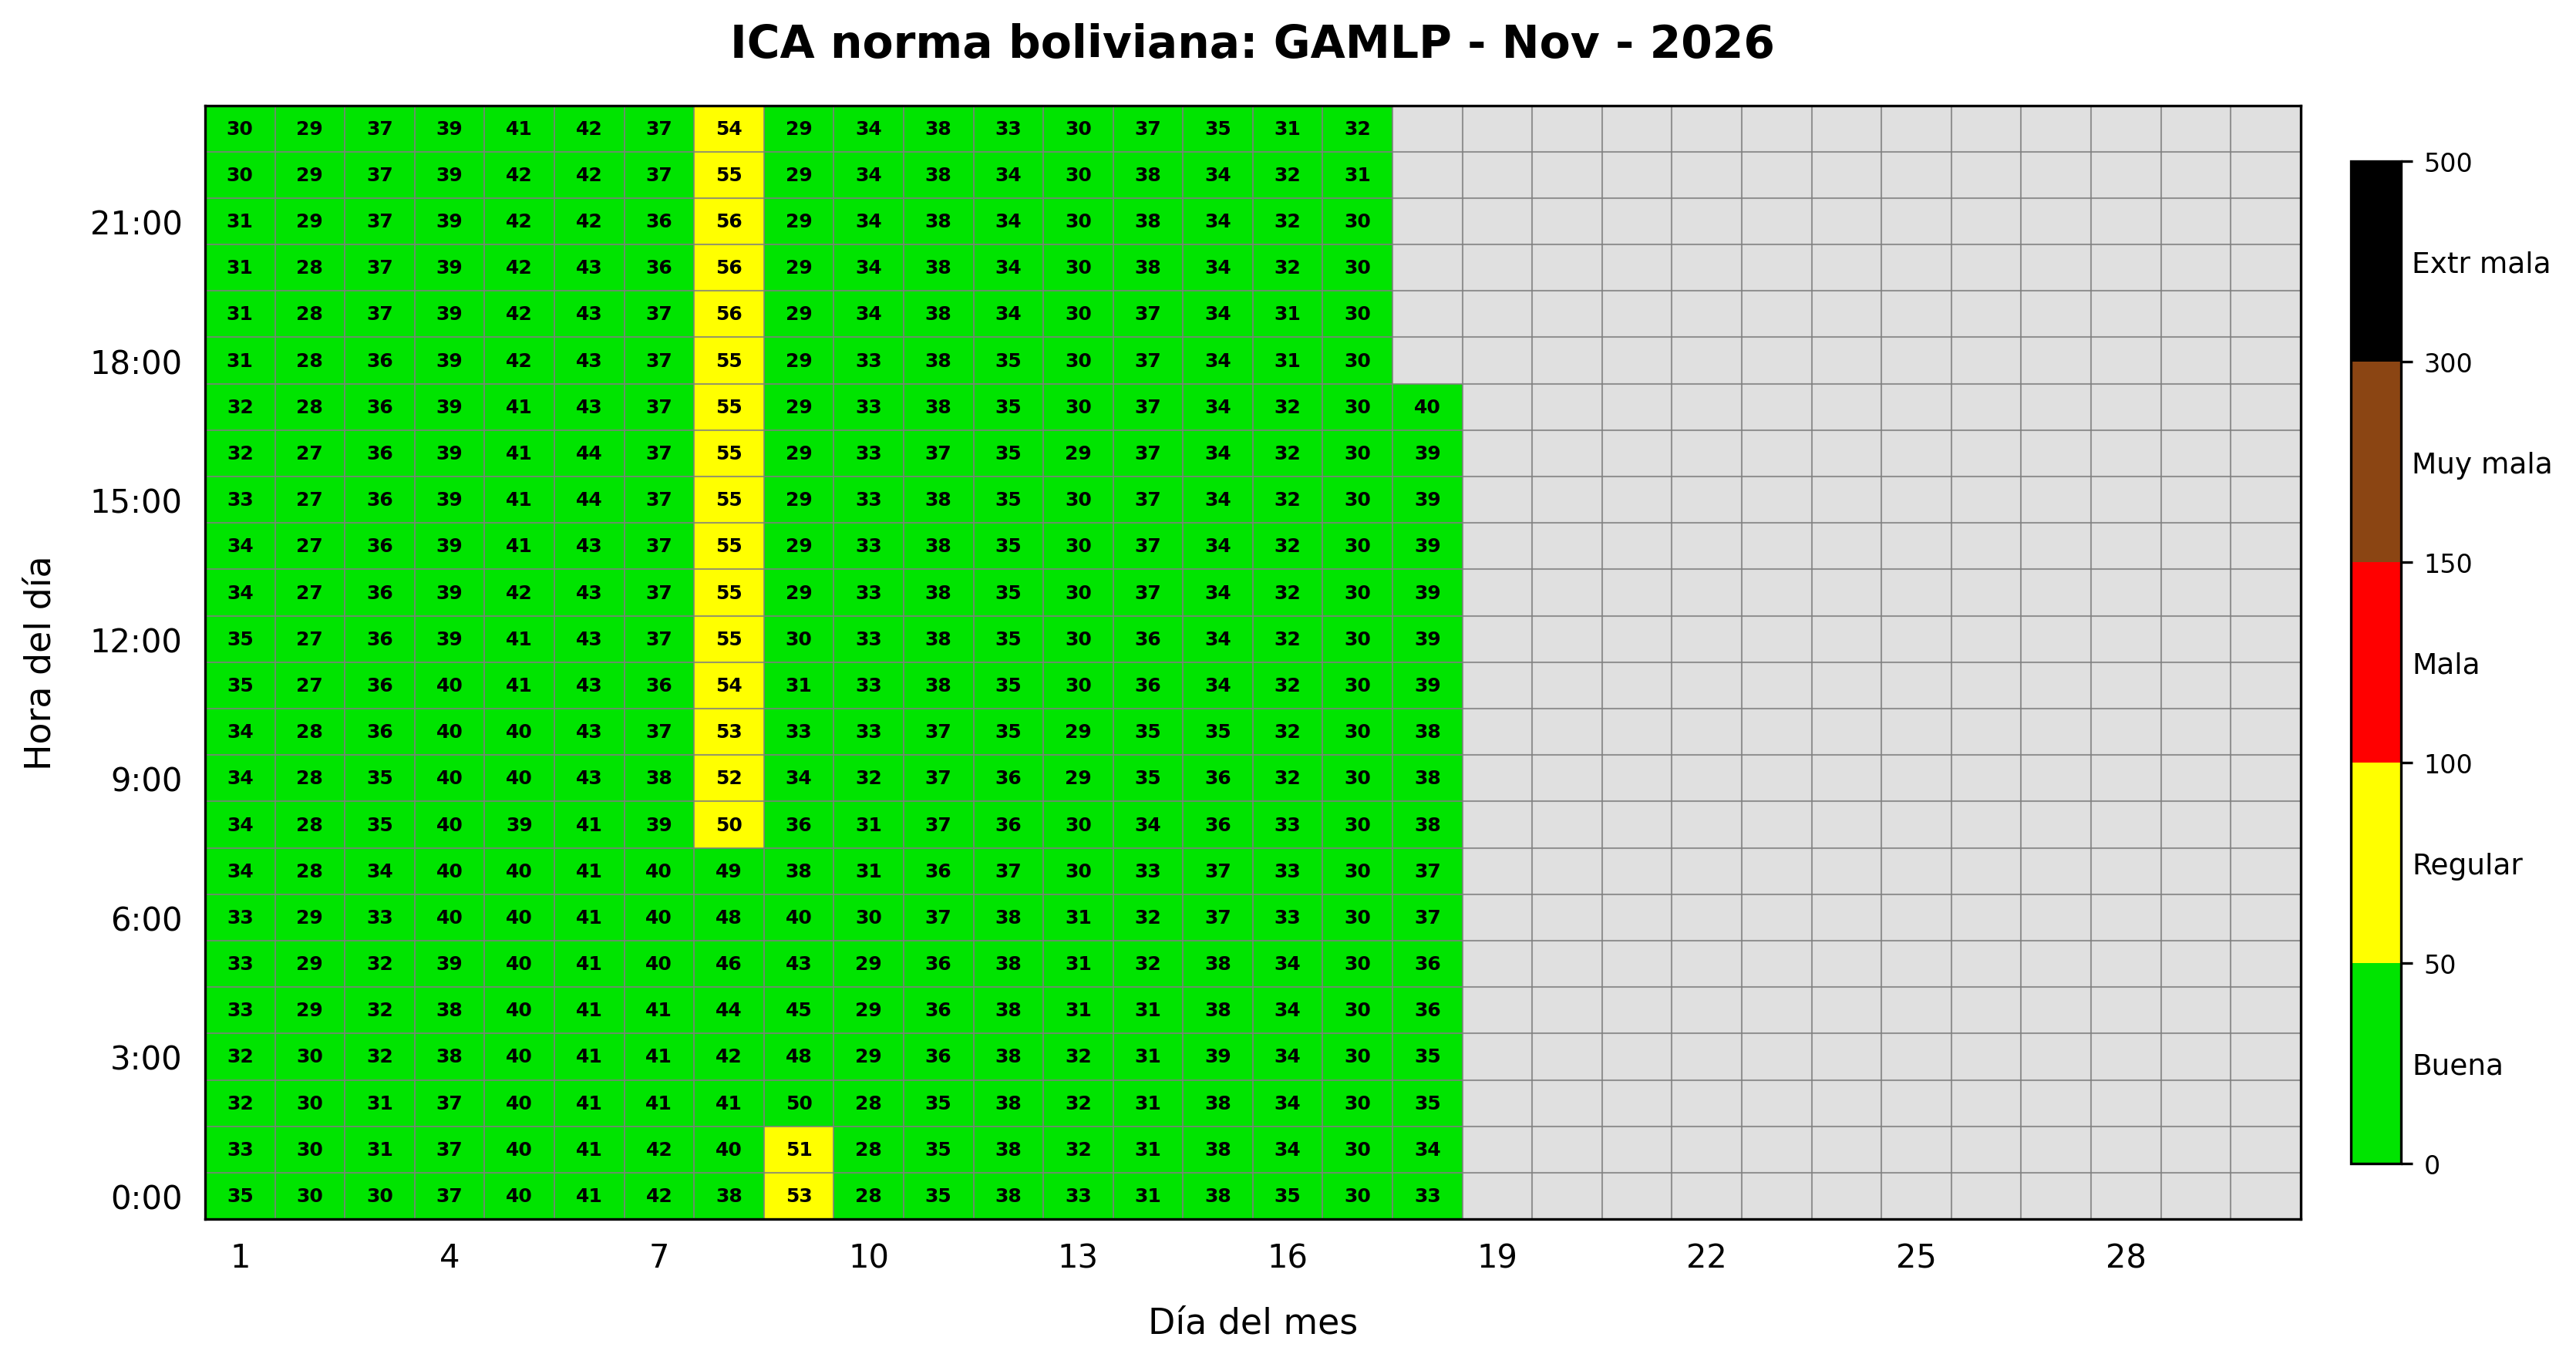 ICA norma boliviana: GAMLP - Nov - 2026
30 29 37 39 41 42 37 54 29 34 38 33 30 37 35 31 32
30 29 37 39 42 42 37 55 29 34 38 34 30 38 34 32 31
21:00 31 29 37 39 42 42 36 56 29 34 38 34 30 38 34 32 30
31 28 37 39 42 43 36 56 29 34 38 34 30 38 34 32 30
31 28 37 39 42 43 37 56 29 34 38 34 30 37 34 31 30
18:00 31 28 36 39 42 43 37 55 29 33 38 35 30 37 34 31 30
32 28 36 39 41 43 37 55 29 33 38 35 30 37 34 32 30 40
32 27 36 39 41 44 37 55 29 33 37 35 29 37 34 32 30 39
15:00 33 27 36 39 41 44 37 55 29 33 38 35 30 37 34 32 30 39
34 27 36 39 41 43 37 55 29 33 38 35 30 37 34 32 30 39
34 27 36 39 42 43 37 55 29 33 38 35 30 37 34 32 30 39
12:00 35 27 36 39 41 43 37 55 30 33 38 35 30 36 34 32 30 39
35 27 36 40 41 43 36 54 31 33 38 35 30 36 34 32 30 39
34 28 36 40 40 43 37 53 33 33 37 35 29 35 35 32 30 38
9:00 34 28 35 40 40 43 38 52 34 32 37 36 29 35 36 32 30 38
34 28 35 40 39 41 39 50 36 31 37 36 30 34 36 33 30 38
34 28 34 40 40 41 40 49 38 31 36 37 30 33 37 33 30 37
6:00 33 29 33 40 40 41 40 48 40 30 37 38 31 32 37 33 30 37
33 29 32 39 40 41 40 46 43 29 36 38 31 32 38 34 30 36
33 29 32 38 40 41 41 44 45 29 36 38 31 31 38 34 30 36
3:00 32 30 32 38 40 41 41 42 48 29 36 38 32 31 39 34 30 35
32 30 31 37 40 41 41 41 50 28 35 38 32 31 38 34 30 35
33 30 31 37 40 41 42 40 51 28 35 38 32 31 38 34 30 34
0:00 35 30 30 37 40 41 42 38 53 28 35 38 33 31 38 35 30 33
1 4 7 10 13 16 19 22 25 28
Día del mes
Hora del día
500
Extr mala
300
Muy mala
150
Mala
100
Regular
50
Buena
0